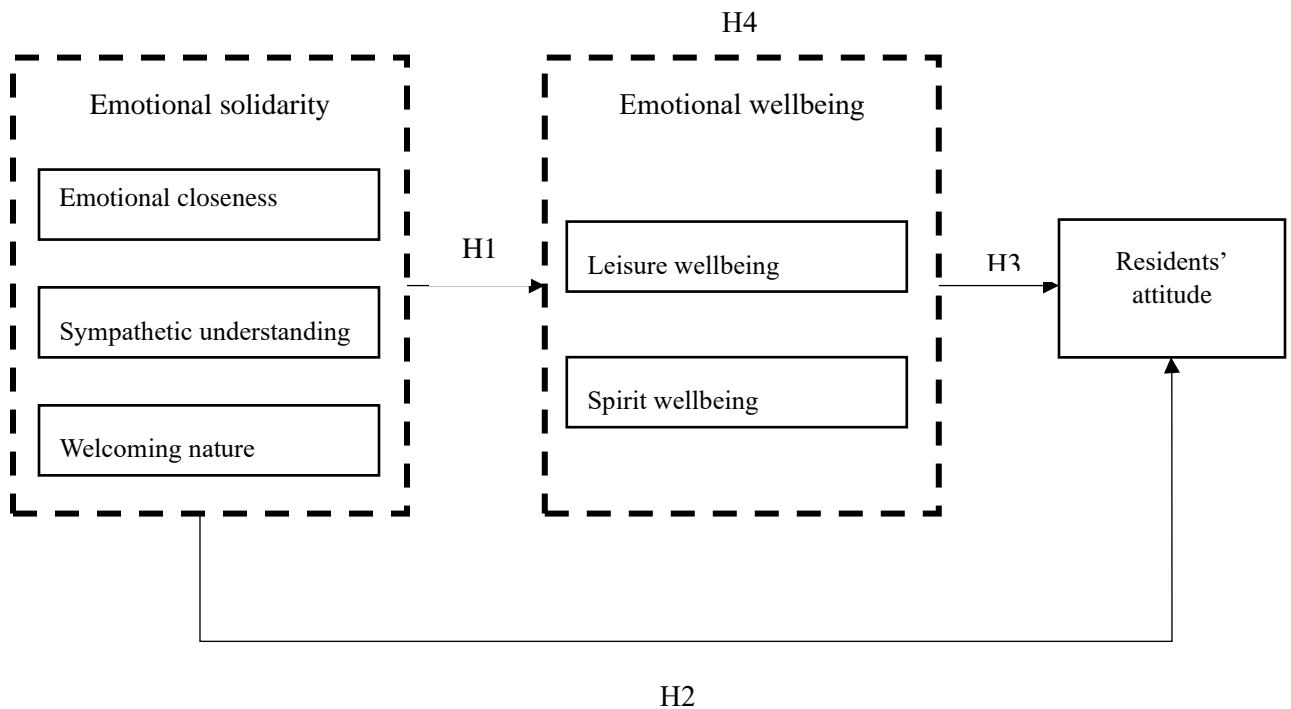 H4
Emotional solidarity
Emotional closeness
Sympathetic understanding
Welcoming nature
H1
Emotional wellbeing
Leisure wellbeing
Spirit wellbeing
H3
Residents’
attitude
H2